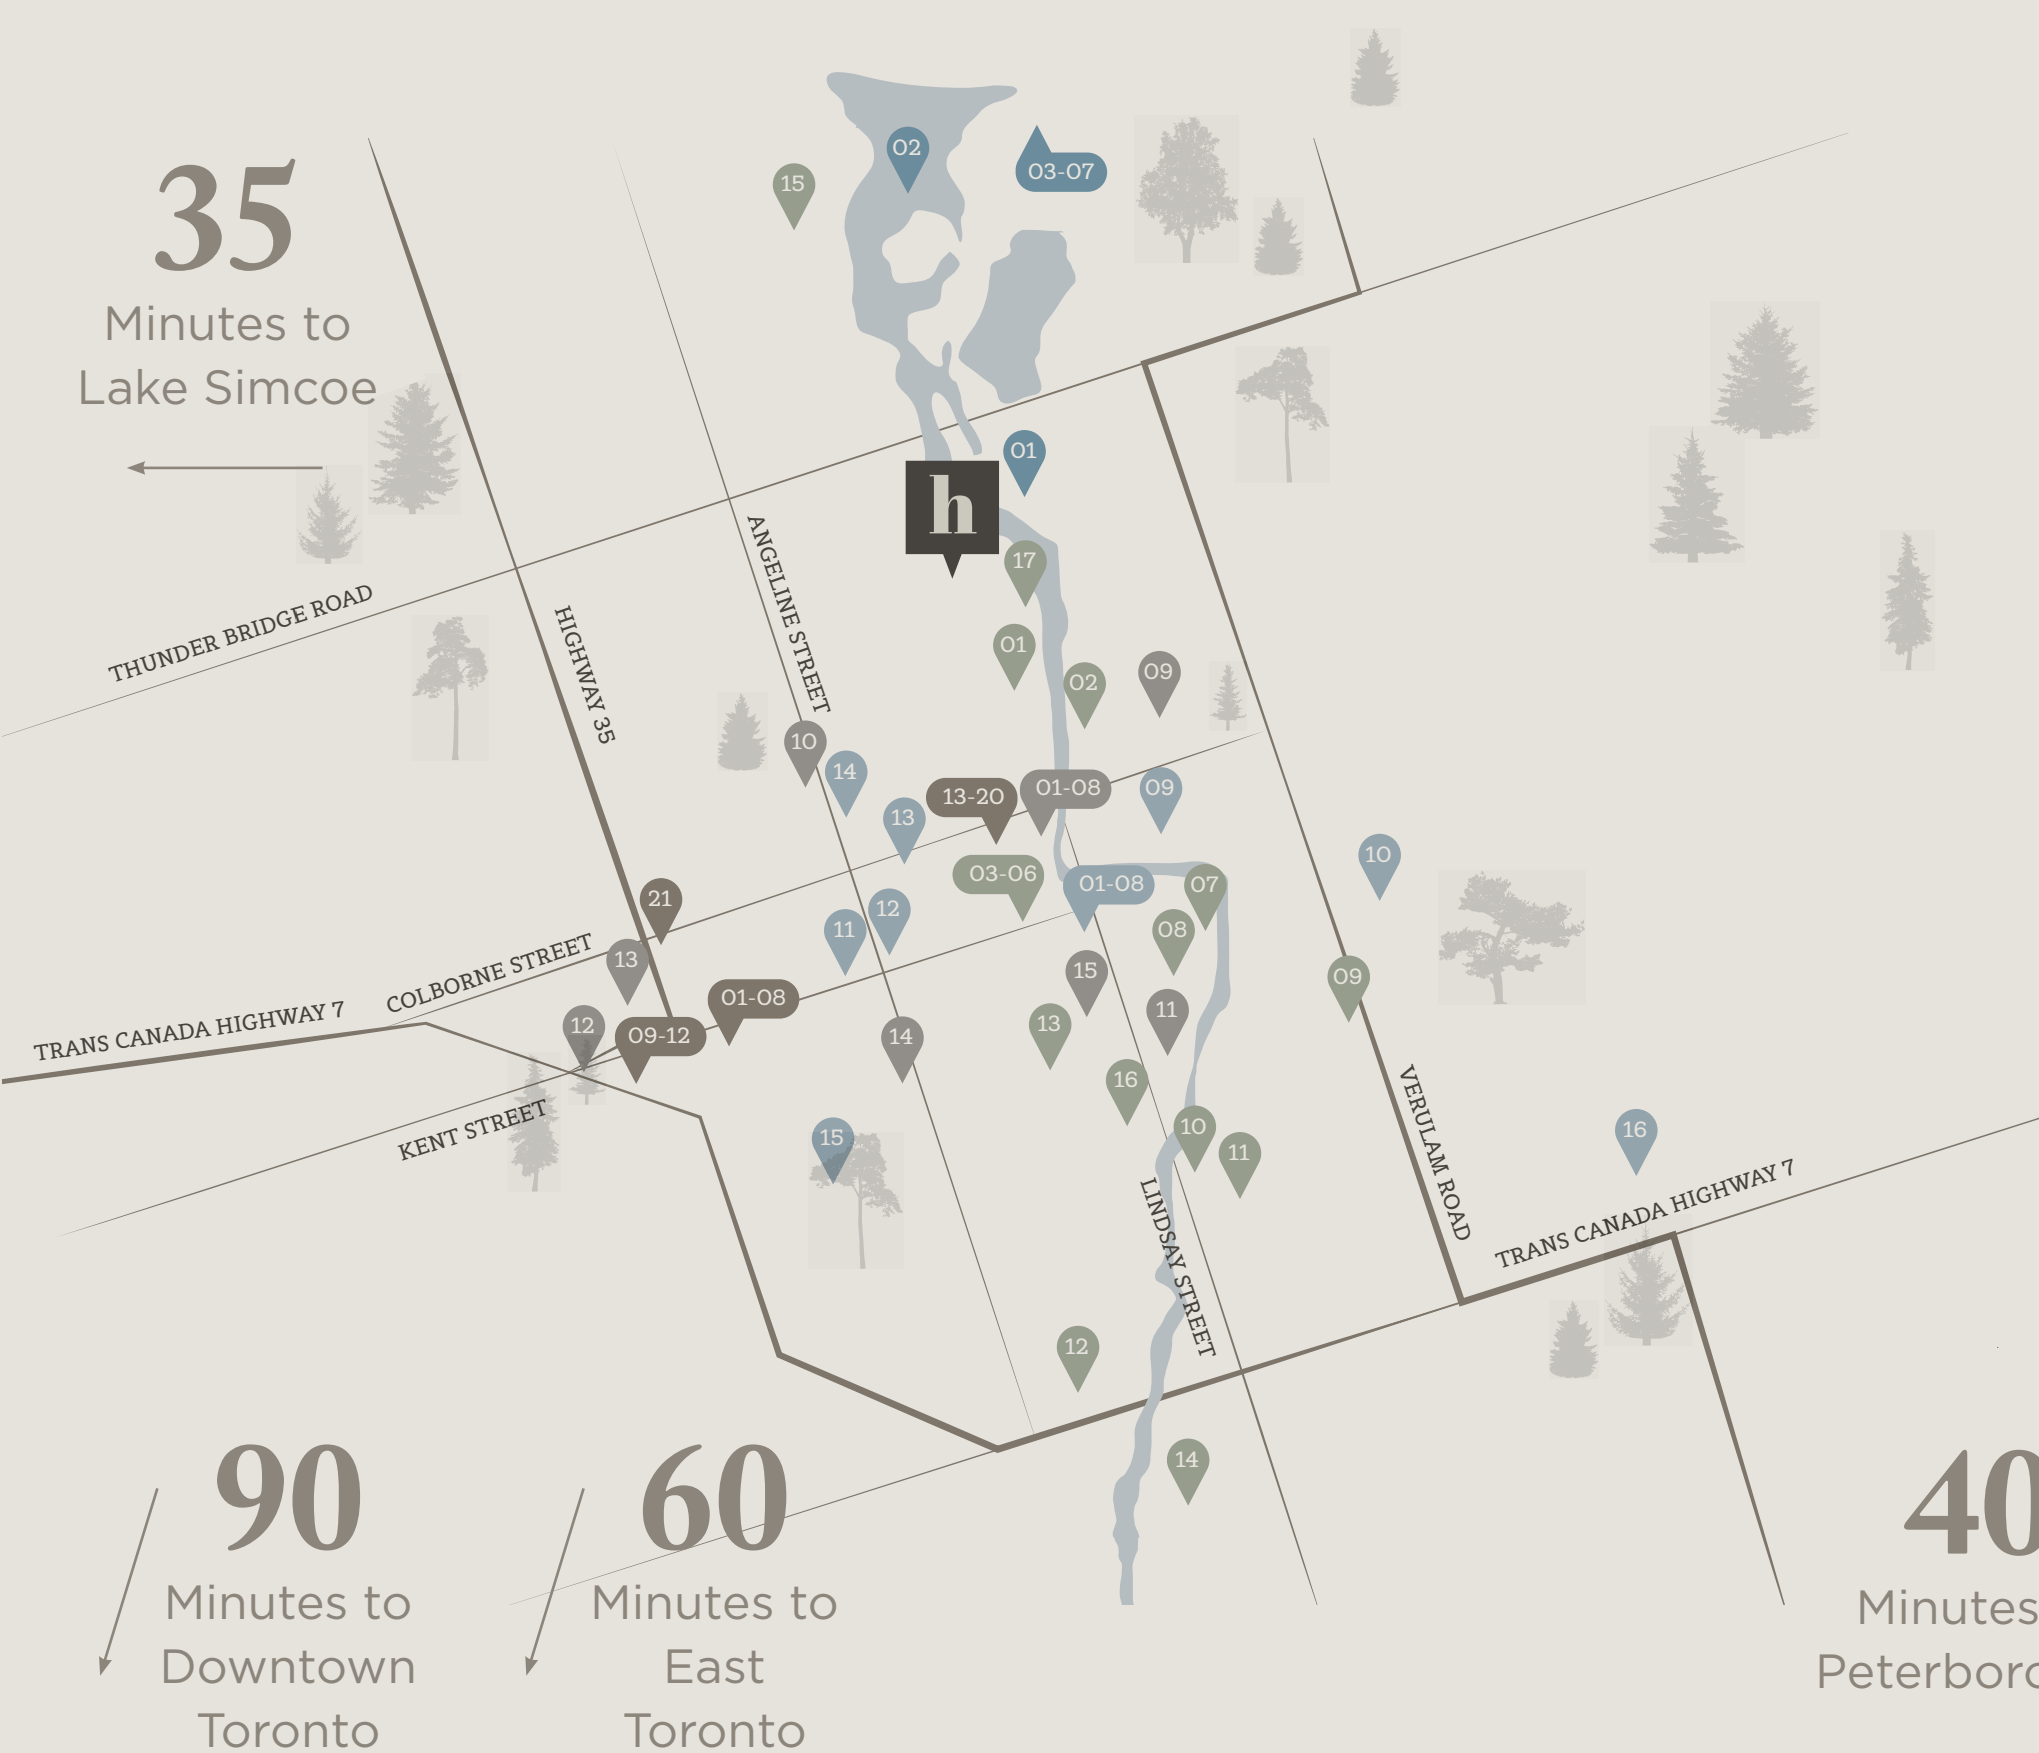 35
Minutes to
Lake Simcoe
02
03-07
15
01
h
17
THUNDER BRIDGE ROAD
HIGHWAY 35
ANGELINE STREET
01
02
09
10
14
13
13-20
01-08
09
03-06
01-08
07
10
21
11
12
08
13
15
09
COLBORNE STREET
TRANS CANADA HIGHWAY 7
01-08
12
09-12
14
13
11
16
KENT STREET
15
10
11
16
VERULAM ROAD
TRANS CANADA HIGHWAY 7
LINDSAY STREET
12
14
90
Minutes to
Downtown
Toronto
60
Minutes to
East
Toronto
40
Minutes